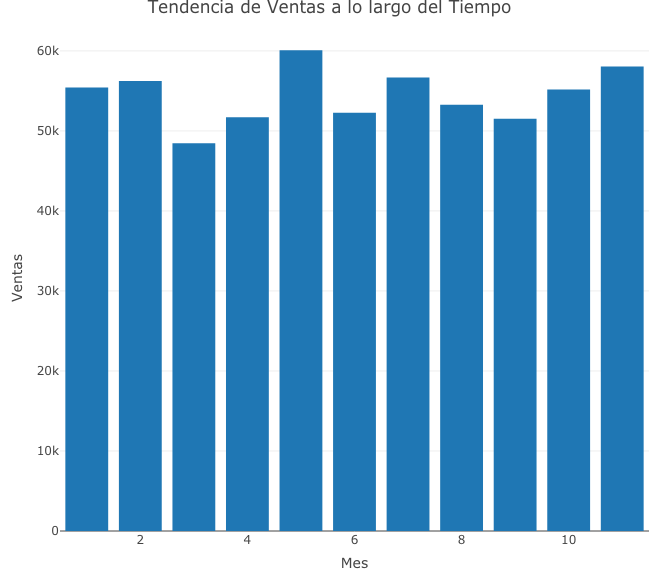 Tendencia de Ventas a lo largo del Tiempo
60k
50k
40k
30k
20k
10k
0
Ventas
2
4
6
8
10
Mes